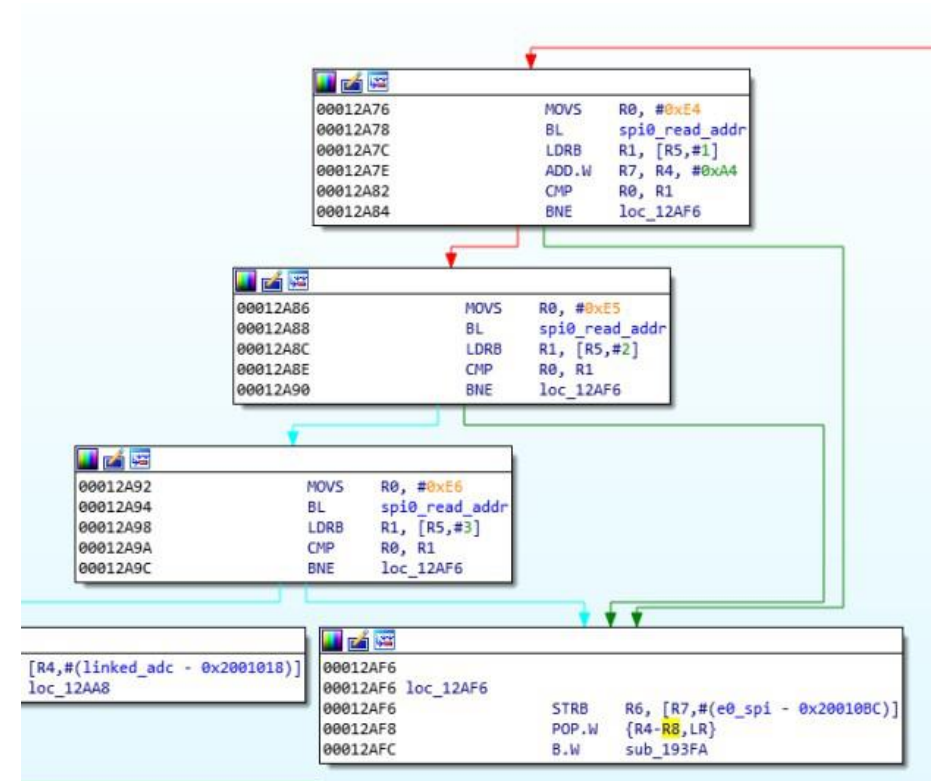 00012A76 MOVS R0, #0xE4
00012A78 BL spi0_read_addr
00012A7C LDRB R1, [R5,#1]
00012A7E ADD.W R7, R4, #0xA4
00012A82 CMP R0, R1
00012A84 BNE loc_12AF6
00012A86 MOVS R0, #0xE5
00012A88 BL spi0_read_addr
00012A8C LDRB R1, [R5,#2]
00012A8E CMP R0, R1
00012A90 BNE loc_12AF6
00012A92 MOVS R0, #0xE6
00012A94 BL spi0_read_addr
00012A98 LDRB R1, [R5,#3]
00012A9A CMP R0, R1
00012A9C BNE loc_12AF6
[R4,#(linked_adc - 0x2001018)]
loc_12AA8
00012AF6
00012AF6 loc_12AF6
00012AF6 STRB R6, [R7,#(e0_spi - 0x20010BC)]
00012AF8 POP.W {R4-R8,LR}
00012AFC B.W sub_193FA